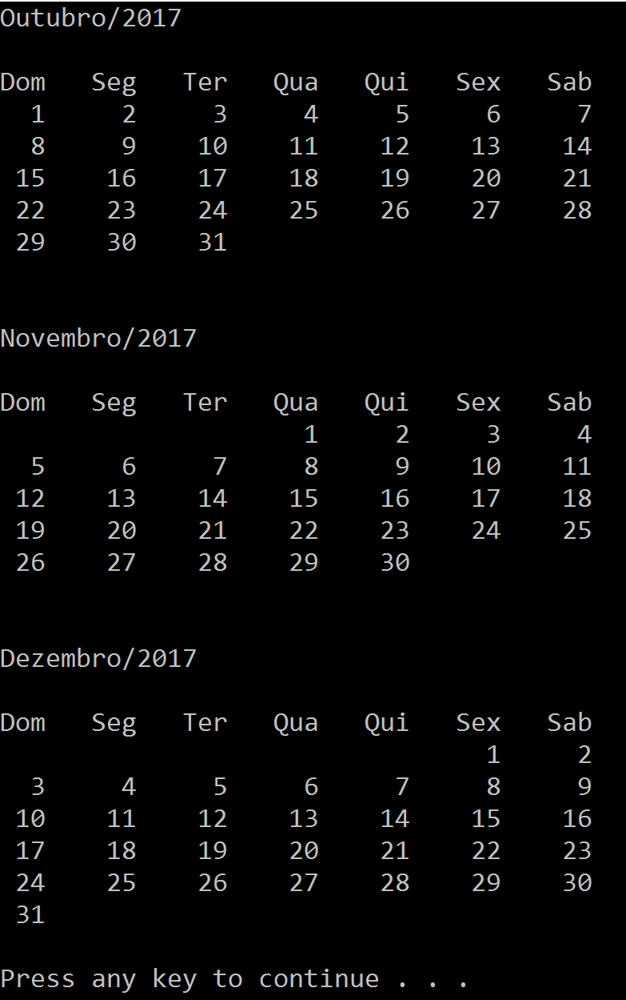 Outubro/2017
Dom Seg Ter Qua Qui Sex Sab
1 2 3 4 5 6 7
8 9 10 11 12 13 14
15 16 17 18 19 20 21
22 23 24 25 26 27 28
29 30 31
Novembro/2017
Dom Seg Ter Qua Qui Sex Sab
1 2 3 4
5 6 7 8 9 10 11
12 13 14 15 16 17 18
19 20 21 22 23 24 25
26 27 28 29 30
Dezembro/2017
Dom Seg Ter Qua Qui Sex Sab
1 2
3 4 5 6 7 8 9
10 11 12 13 14 15 16
17 18 19 20 21 22 23
24 25 26 27 28 29 30
31
Press any key to continue . . .